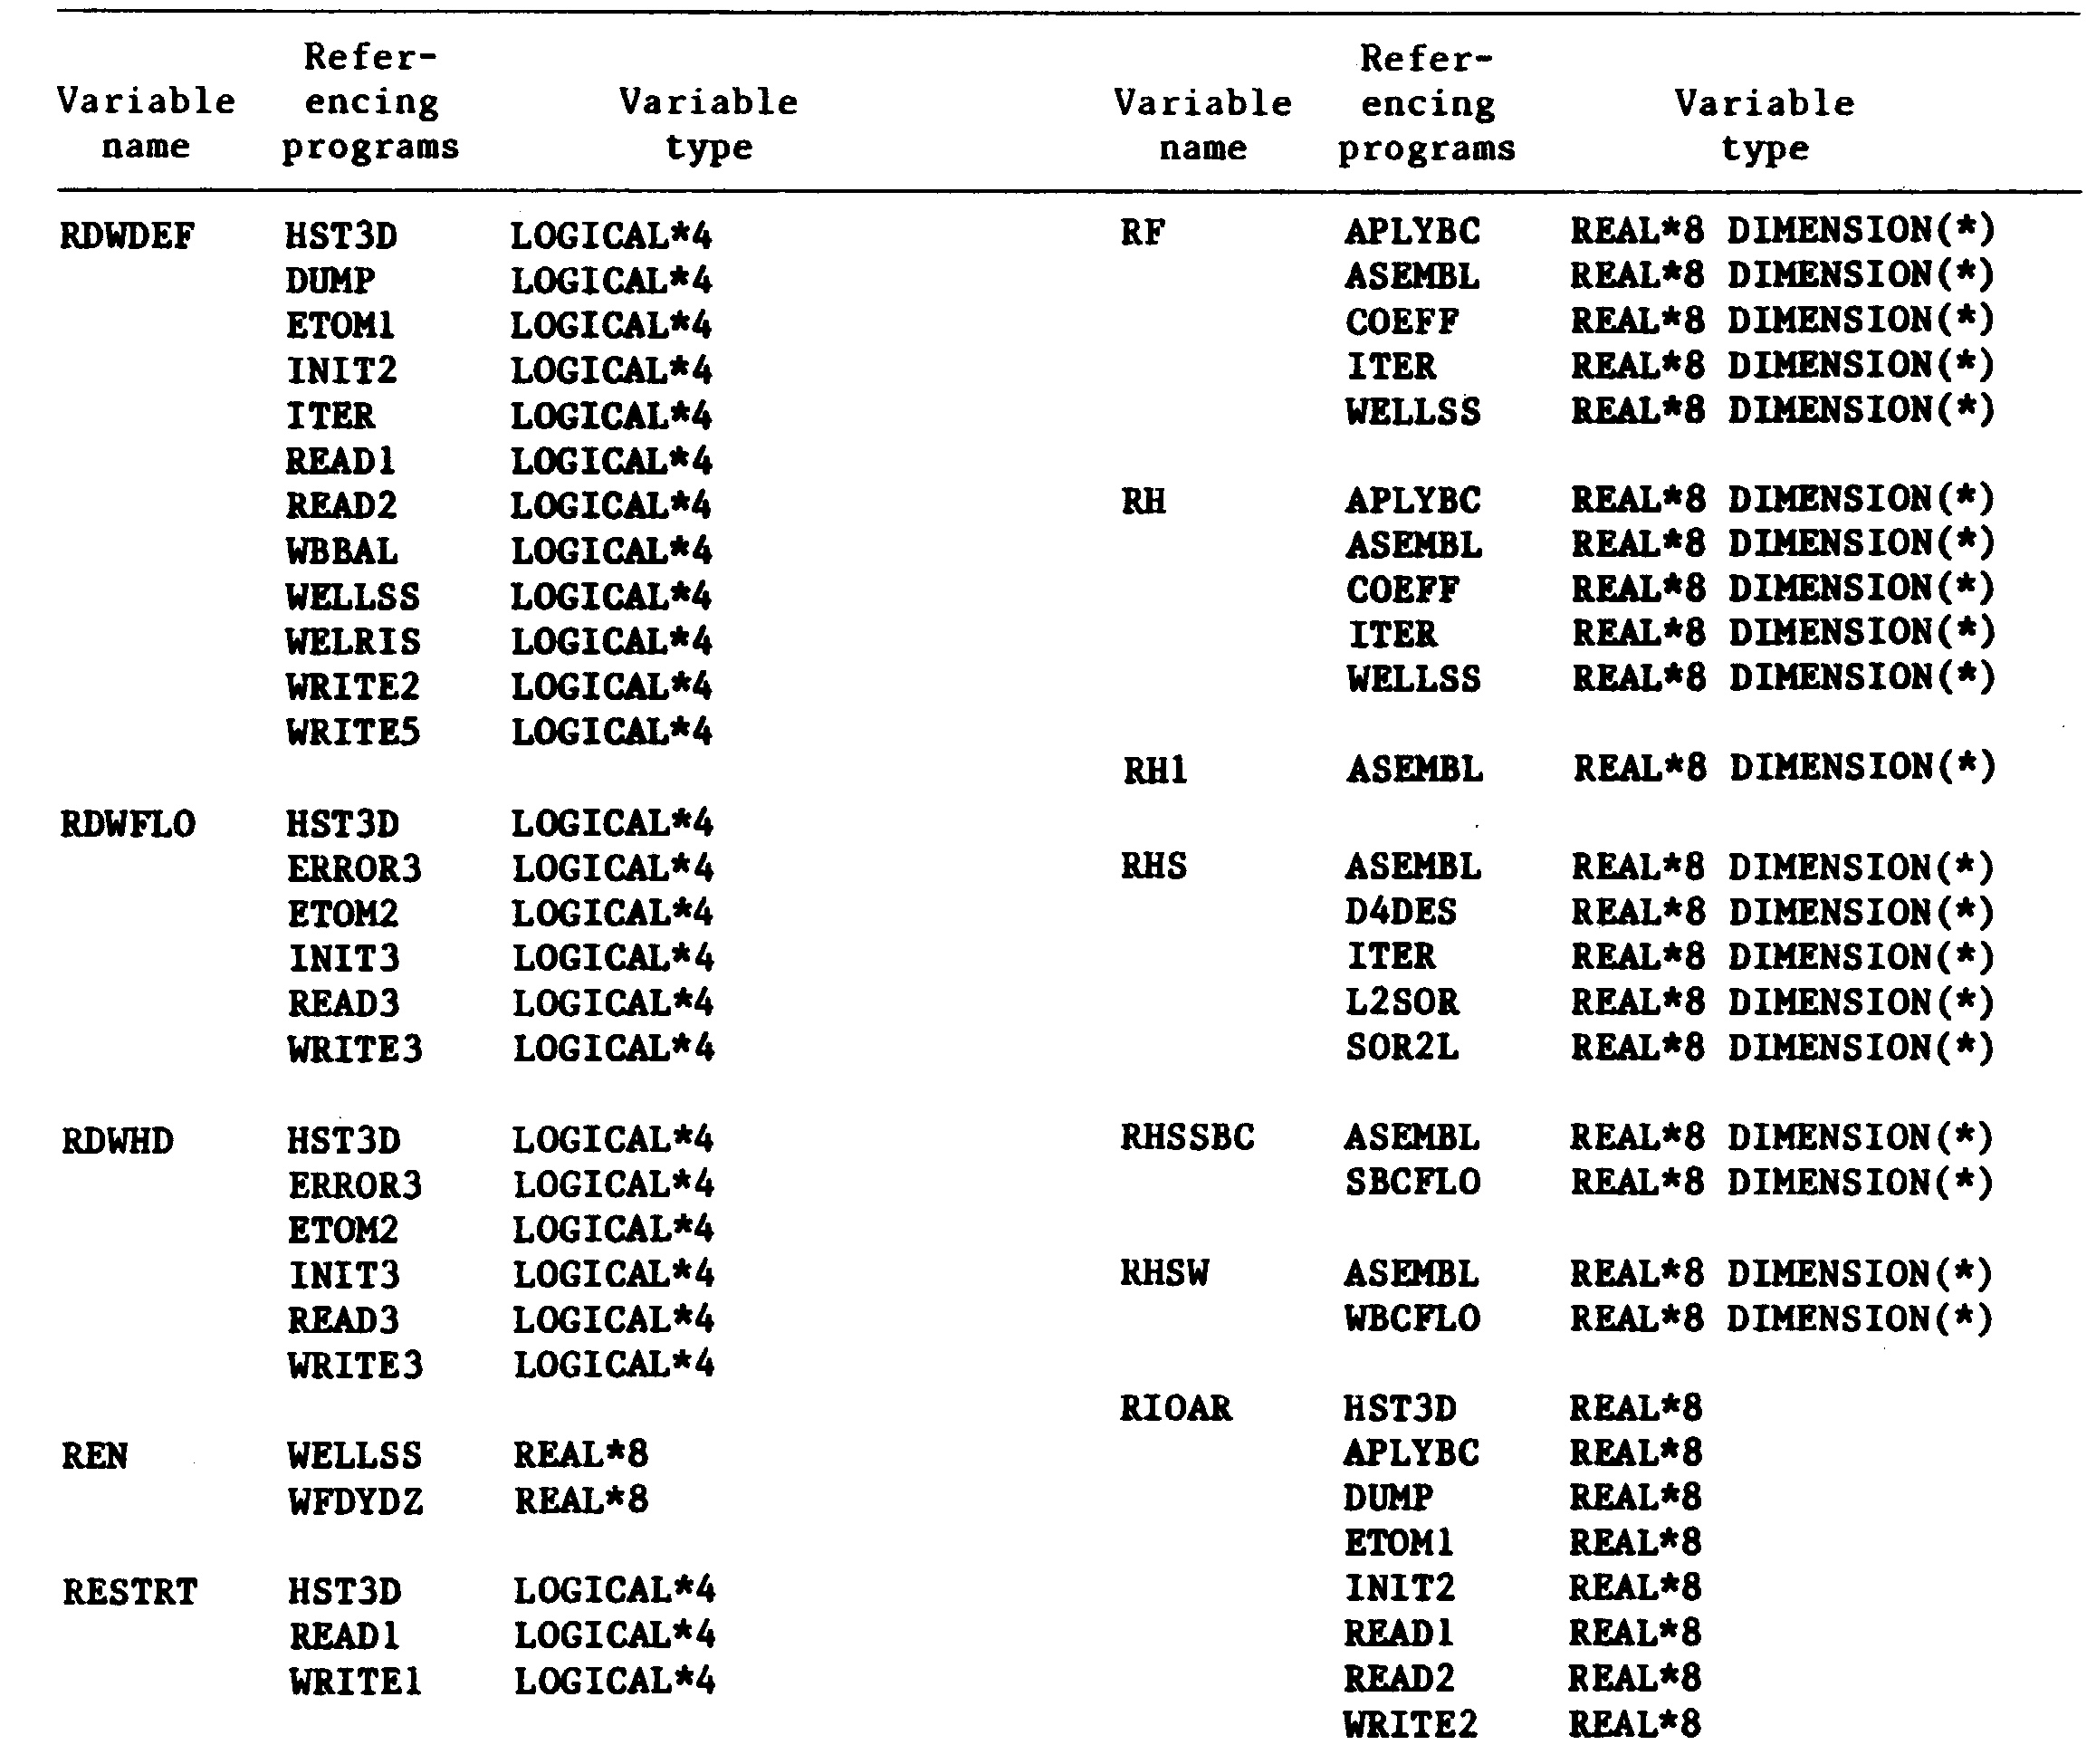 Variable name Refer-encing programs Variable type
RDWDEF HST3D LOGICAL*4
DUMP LOGICAL*4
ETOM1 LOGICAL*4
INIT2 LOGICAL*4
ITER LOGICAL*4
READ1 LOGICAL*4
READ2 LOGICAL*4
WBBAL LOGICAL*4
WELLSS LOGICAL*4
WELRIS LOGICAL*4
WRITE2 LOGICAL*4
WRITE5 LOGICAL*4
RDWFLO HST3D LOGICAL*4
ERROR3 LOGICAL*4
ETOM2 LOGICAL*4
INIT3 LOGICAL*4
READ3 LOGICAL*4
WRITE3 LOGICAL*4
RDWHD HST3D LOGICAL*4
ERROR3 LOGICAL*4
ETOM2 LOGICAL*4
INIT3 LOGICAL*4
READ3 LOGICAL*4
WRITE3 LOGICAL*4
REN WELLSS REAL*8
WFDYDZ REAL*8
RESTRT HST3D LOGICAL*4
READ1 LOGICAL*4
WRITE1 LOGICAL*4
Variable name Refer-encing programs Variable type
RF APLYBC REAL*8 DIMENSION(*)
ASEMBL REAL*8 DIMENSION(*)
COEFF REAL*8 DIMENSION(*)
ITER REAL*8 DIMENSION(*)
WELLSS REAL*8 DIMENSION(*)
RH APLYBC REAL*8 DIMENSION(*)
ASEMBL REAL*8 DIMENSION(*)
COEFF REAL*8 DIMENSION(*)
ITER REAL*8 DIMENSION(*)
WELLSS REAL*8 DIMENSION(*)
RH1 ASEMBL REAL*8 DIMENSION(*)
RHS ASEMBL REAL*8 DIMENSION(*)
D4DES REAL*8 DIMENSION(*)
ITER REAL*8 DIMENSION(*)
L2SOR REAL*8 DIMENSION(*)
SOR2L REAL*8 DIMENSION(*)
RHSSBC ASEMBL REAL*8 DIMENSION(*)
SBCFLO REAL*8 DIMENSION(*)
RHSW ASEMBL REAL*8 DIMENSION(*)
WBCFLO REAL*8 DIMENSION(*)
RIOAR HST3D REAL*8
APLYBC REAL*8
DUMP REAL*8
ETOM1 REAL*8
INIT2 REAL*8
READ1 REAL*8
READ2 REAL*8
WRITE2 REAL*8